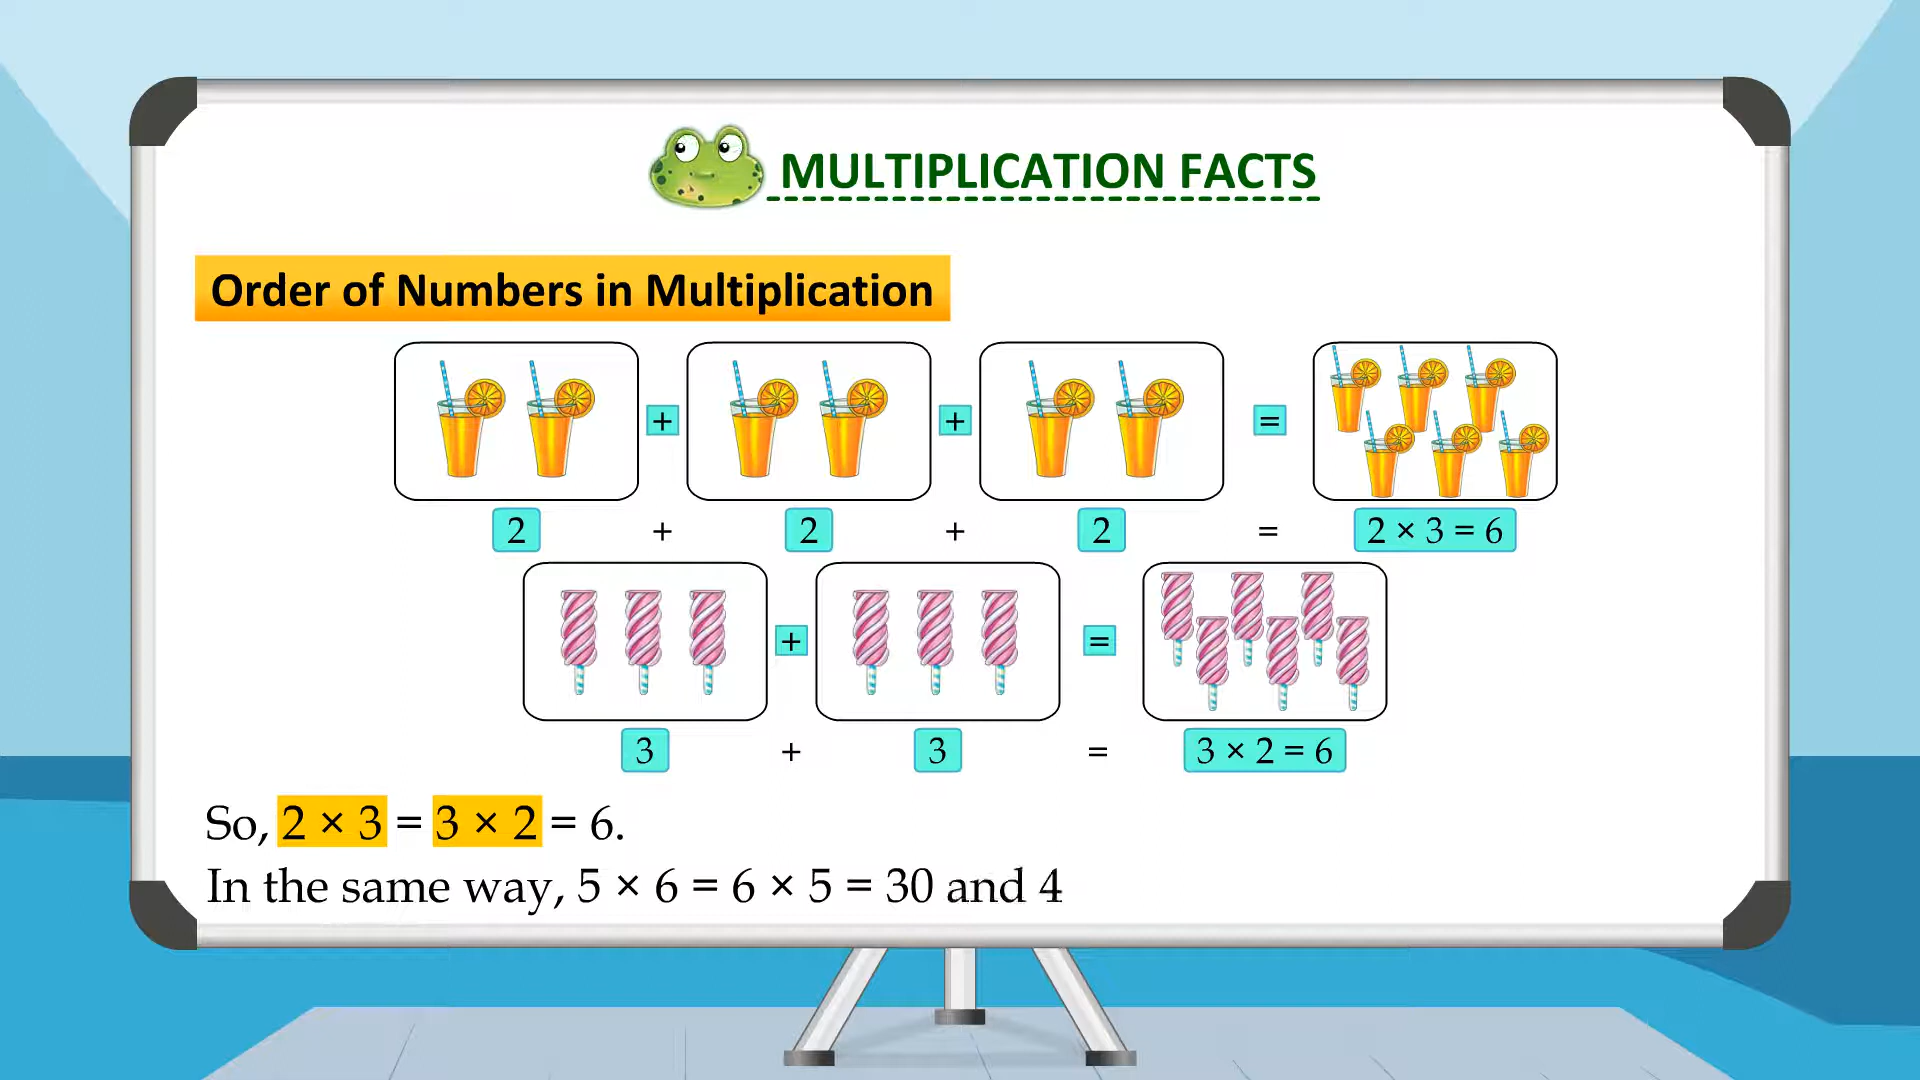 MULTIPLICATION FACTS
Order of Numbers in Multiplication
+ + =
2 + 2 + 2 = 2 × 3 = 6
+ =
3 + 3 = 3 × 2 = 6
So, 2 × 3 = 3 × 2 = 6.
In the same way, 5 × 6 = 6 × 5 = 30 and 4